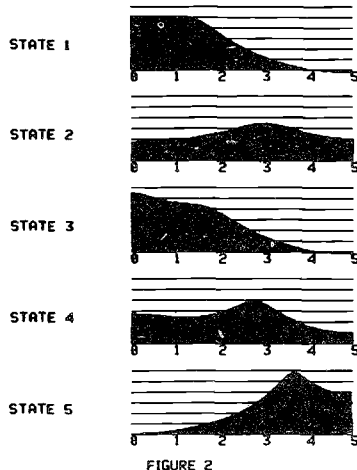 STATE 1
0 1 2 3 4 5
STATE 2
0 1 2 3 4 5
STATE 3
0 1 2 3 4 5
STATE 4
0 1 2 3 4 5
STATE 5
0 1 2 3 4 5
FIGURE 2